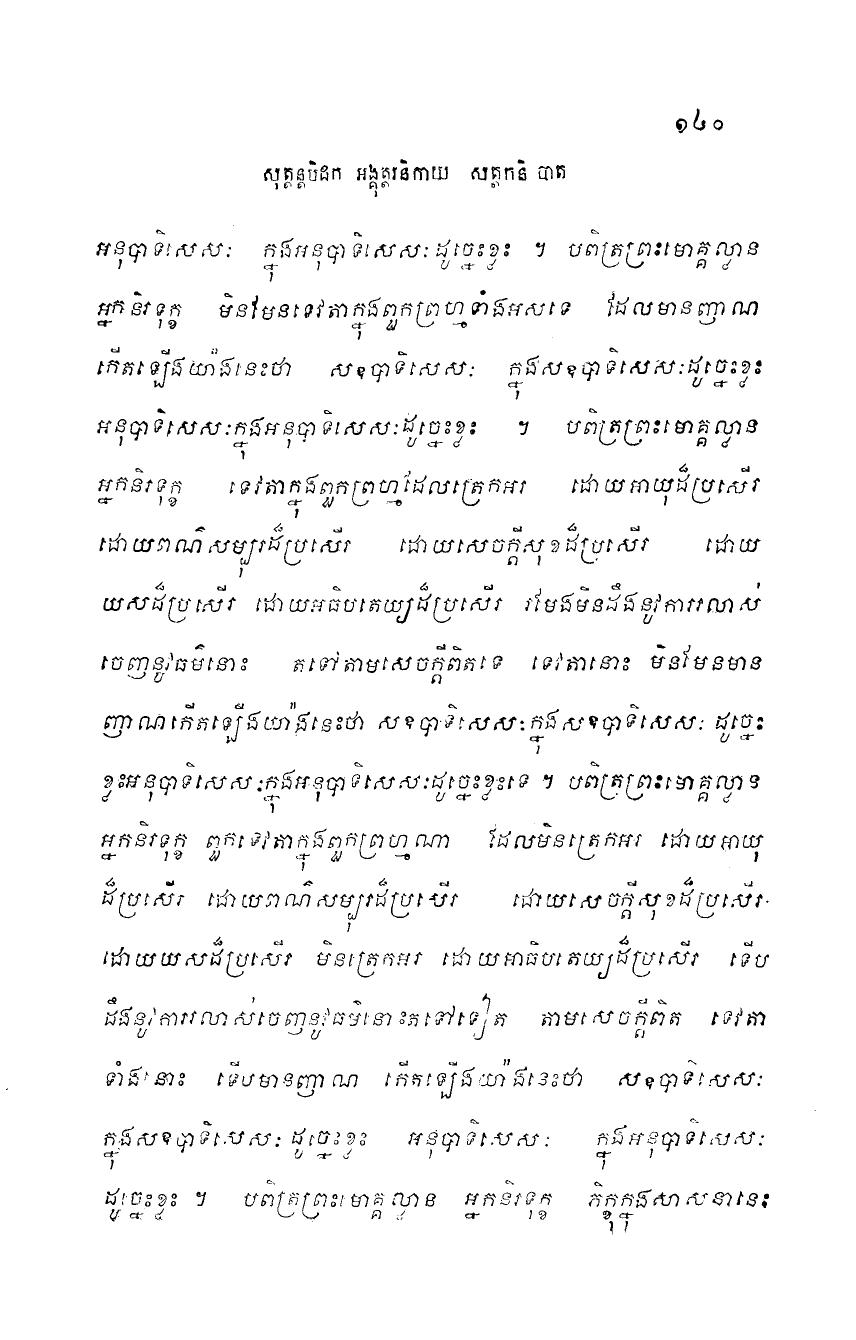 ១៤០
សុត្តន្តបិដក អង្គុត្តរនិកាយ សត្តកនិបាត
អនុបាទិសេសៈ ក្នុងអនុបាទិសេសៈដូច្នេះខ្លះ ។ បពិត្រព្រះមោគ្គល្លាន
អ្នកនិរទុក្ខ មិនមែនទេវតាក្នុងពួកព្រហ្មទាំងអស់ទេ ដែលមានញាណ
កើតឡើងយ៉ាងនេះថា សឧបាទិសេសៈ ក្នុងសឧបាទិសេសៈដូច្នេះខ្លះ
អនុបាទិសេសៈក្នុងអនុបាទិសេសៈដូច្នេះខ្លះ ។ បពិត្រព្រះមោគ្គល្លាន
អ្នកនិរទុក្ខ ទេវតាក្នុងពួកព្រហ្មដែលត្រេកអរ ដោយអាយុដ៏ប្រសើរ
ដោយពណ៌សម្បុរដ៏ប្រសើរ ដោយសេចក្តីសុខដ៏ប្រសើរ ដោយ
យសដ៏ប្រសើរ ដោយអធិបតេយ្យដ៏ប្រសើរ រមែងមិនដឹងនូវការរលាស់
ចេញនូវធម៌នោះ តទៅតាមសេចក្តីពិតទេ ទេវតានោះ មិនមែនមាន
ញាណកើតឡើងយ៉ាងនេះថា សឧបាទិសេសៈក្នុងសឧបាទិសេសៈ ដូច្នេះ
ខ្លះអនុបាទិសេសៈក្នុងអនុបាទិសេសៈដូច្នេះខ្លះទេ ។ បពិត្រព្រះមោគ្គល្លាន
អ្នកនិរទុក្ខ ពួកទេវតាក្នុងពួកព្រហ្មណា ដែលមិនត្រេកអរ ដោយអាយុ
ដ៏ប្រសើរ ដោយពណ៌សម្បុរដ៏ប្រសើរ ដោយសេចក្តីសុខដ៏ប្រសើរ
ដោយយសដ៏ប្រសើរ មិនត្រេកអរ ដោយអាធិបតេយ្យដ៏ប្រសើរ ទើប
ដឹងនូវការរលាស់ចេញនូវធម៌នោះតទៅទៀត តាមសេចក្តីពិត ទេវតា
ទាំងនោះ ទើបមានញាណ កើតឡើងយ៉ាងនេះថា សឧបាទិសេសៈ
ក្នុងសឧបាទិសេសៈ ដូច្នេះខ្លះ អនុបាទិសេសៈ ក្នុងអនុបាទិសេសៈ
ដូច្នេះខ្លះ ។ បពិត្រព្រះមោគ្គល្លាន អ្នកនិរទុក្ខ ភិក្ខុក្នុងសាសនានេះ